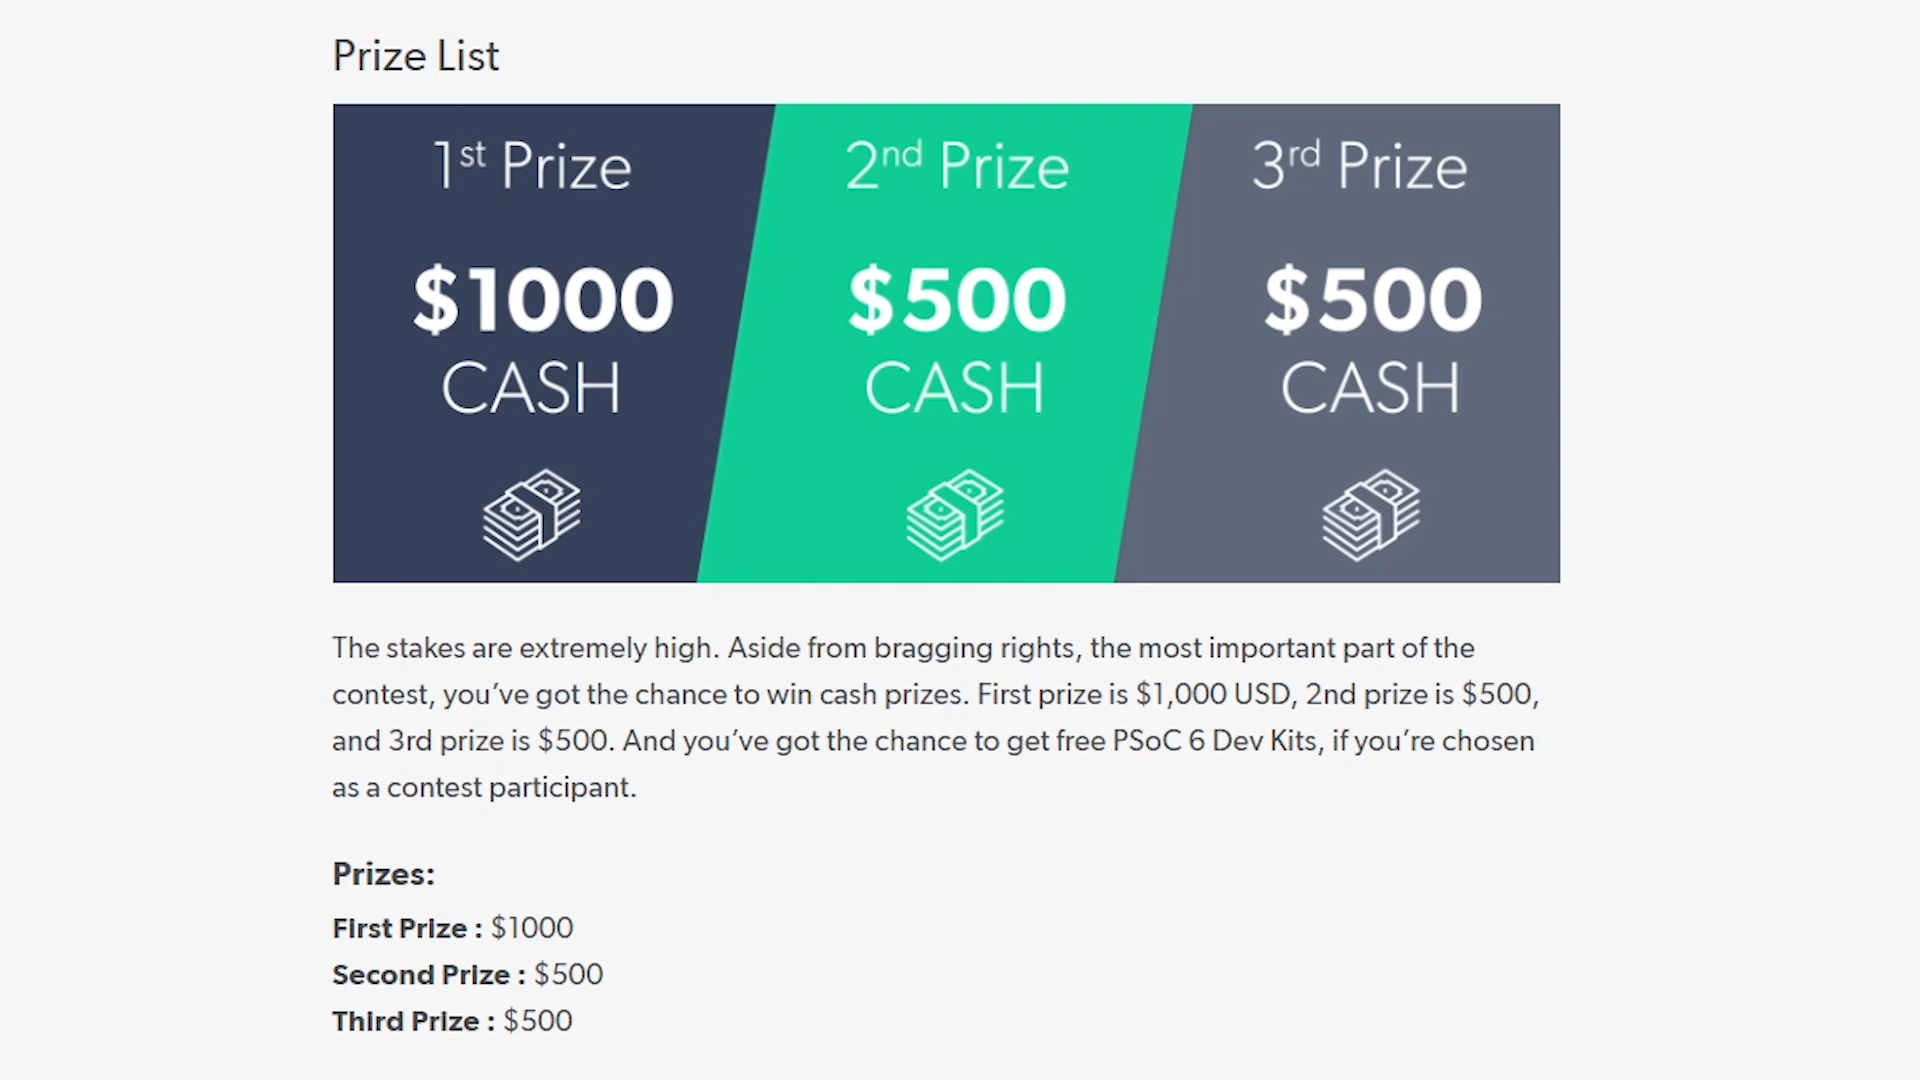 Prize List
1st Prize
2nd Prize
3rd Prize
$1000
$500
$500
CASH
CASH
CASH
The stakes are extremely high. Aside from bragging rights, the most important part of the
contest, you’ve got the chance to win cash prizes. First prize is $1,000 USD, 2nd prize is $500,
and 3rd prize is $500. And you’ve got the chance to get free PSoC 6 Dev Kits, if you’re chosen
as a contest participant.
Prizes:
First Prize : $1000
Second Prize : $500
Third Prize : $500